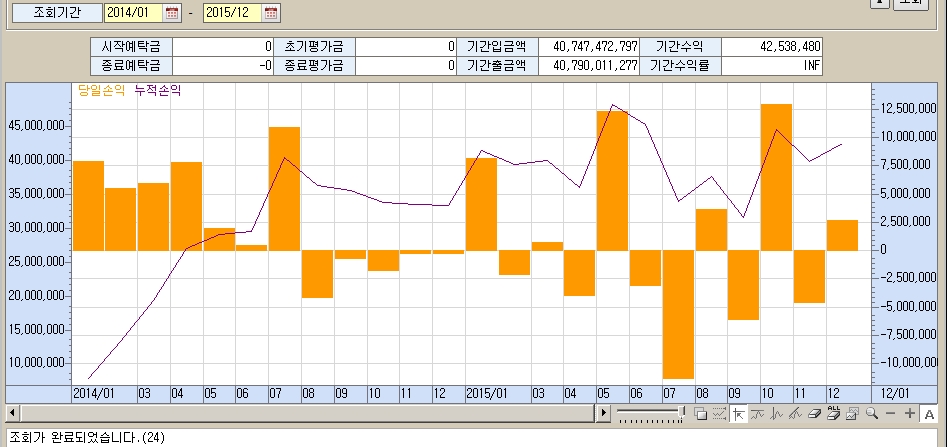 조회
조회기간 2014/01 - 2015/12
시작예탁금 0 초기평가금 0 기간입금액 40,747,472,797 기간수익 42,538,480
종료예탁금 -0 종료평가금 0 기간출금액 40,790,011,277 기간수익률 INF
당일손익 누적손익
45,000,000
40,000,000
35,000,000
30,000,000
25,000,000
20,000,000
15,000,000
10,000,000
12,500,000
10,000,000
7,500,000
5,000,000
2,500,000
0
-2,500,000
-5,000,000
-7,500,000
-10,000,000
2014/01 03 04 05 06 07 08 09 10 11 12 2015/01 03 04 05 06 07 08 09 10 11 12 12/01
ALL A
조회가 완료되었습니다.(24)